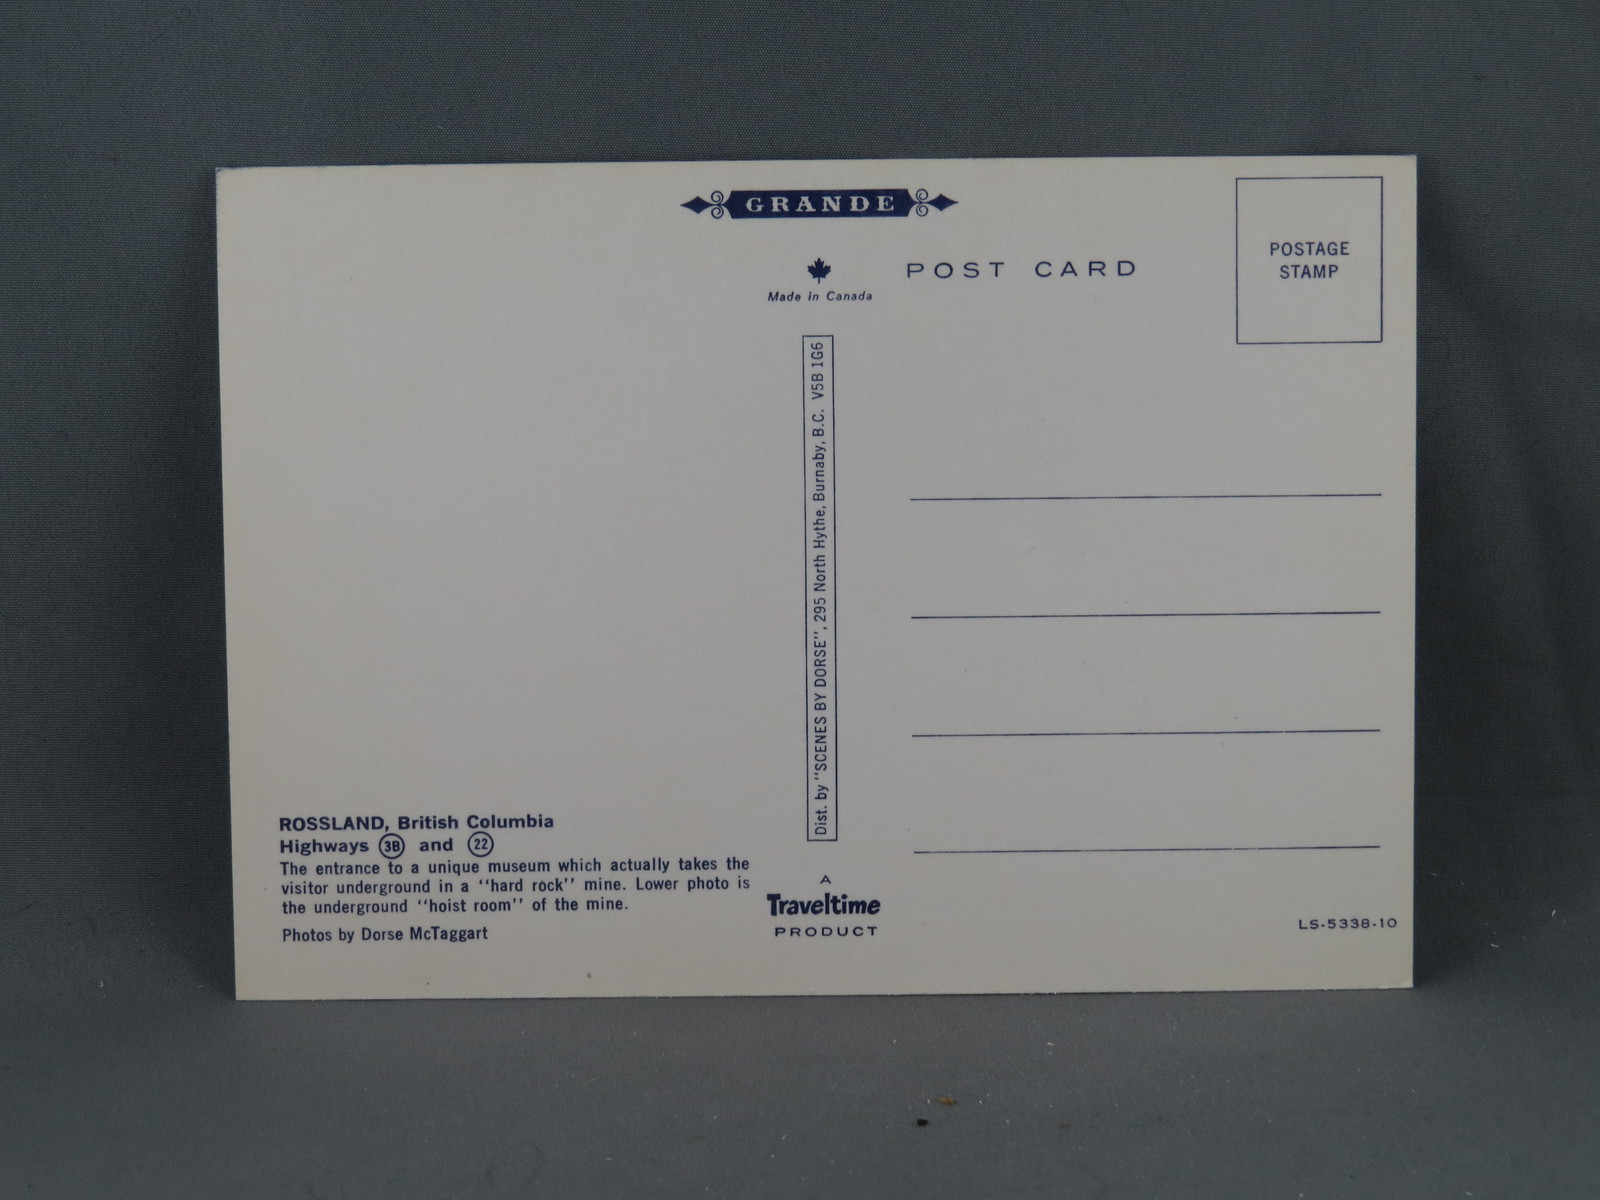 GRANDE
POST CARD
Made in Canada
POSTAGE
STAMP
Dist. by "SCENES BY DORSE", 295 North Hythe, Burnaby, B.C. V5B 1G6
ROSSLAND, British Columbia
Highways 3B and 22
The entrance to a unique museum which actually takes the
visitor underground in a "hard rock" mine. Lower photo is
the underground "hoist room" of the mine.
Photos by Dorse McTaggart
A
Traveltime
PRODUCT
LS-5338-10